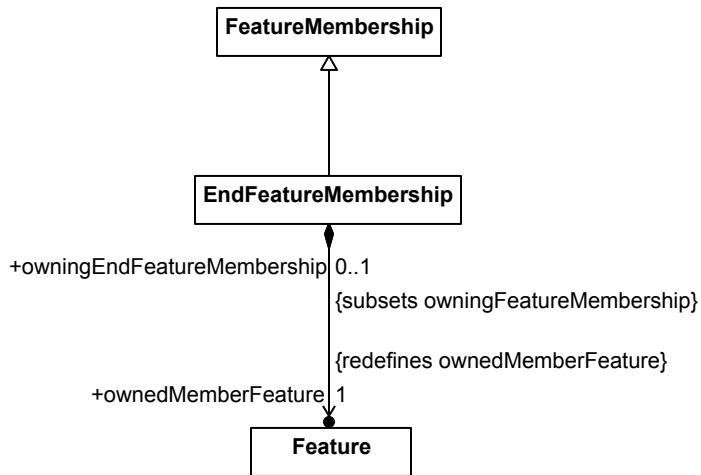 FeatureMembership
EndFeatureMembership
+owningEndFeatureMembership 0..1
{subsets owningFeatureMembership}
{redefines ownedMemberFeature}
+ownedMemberFeature 1
Feature